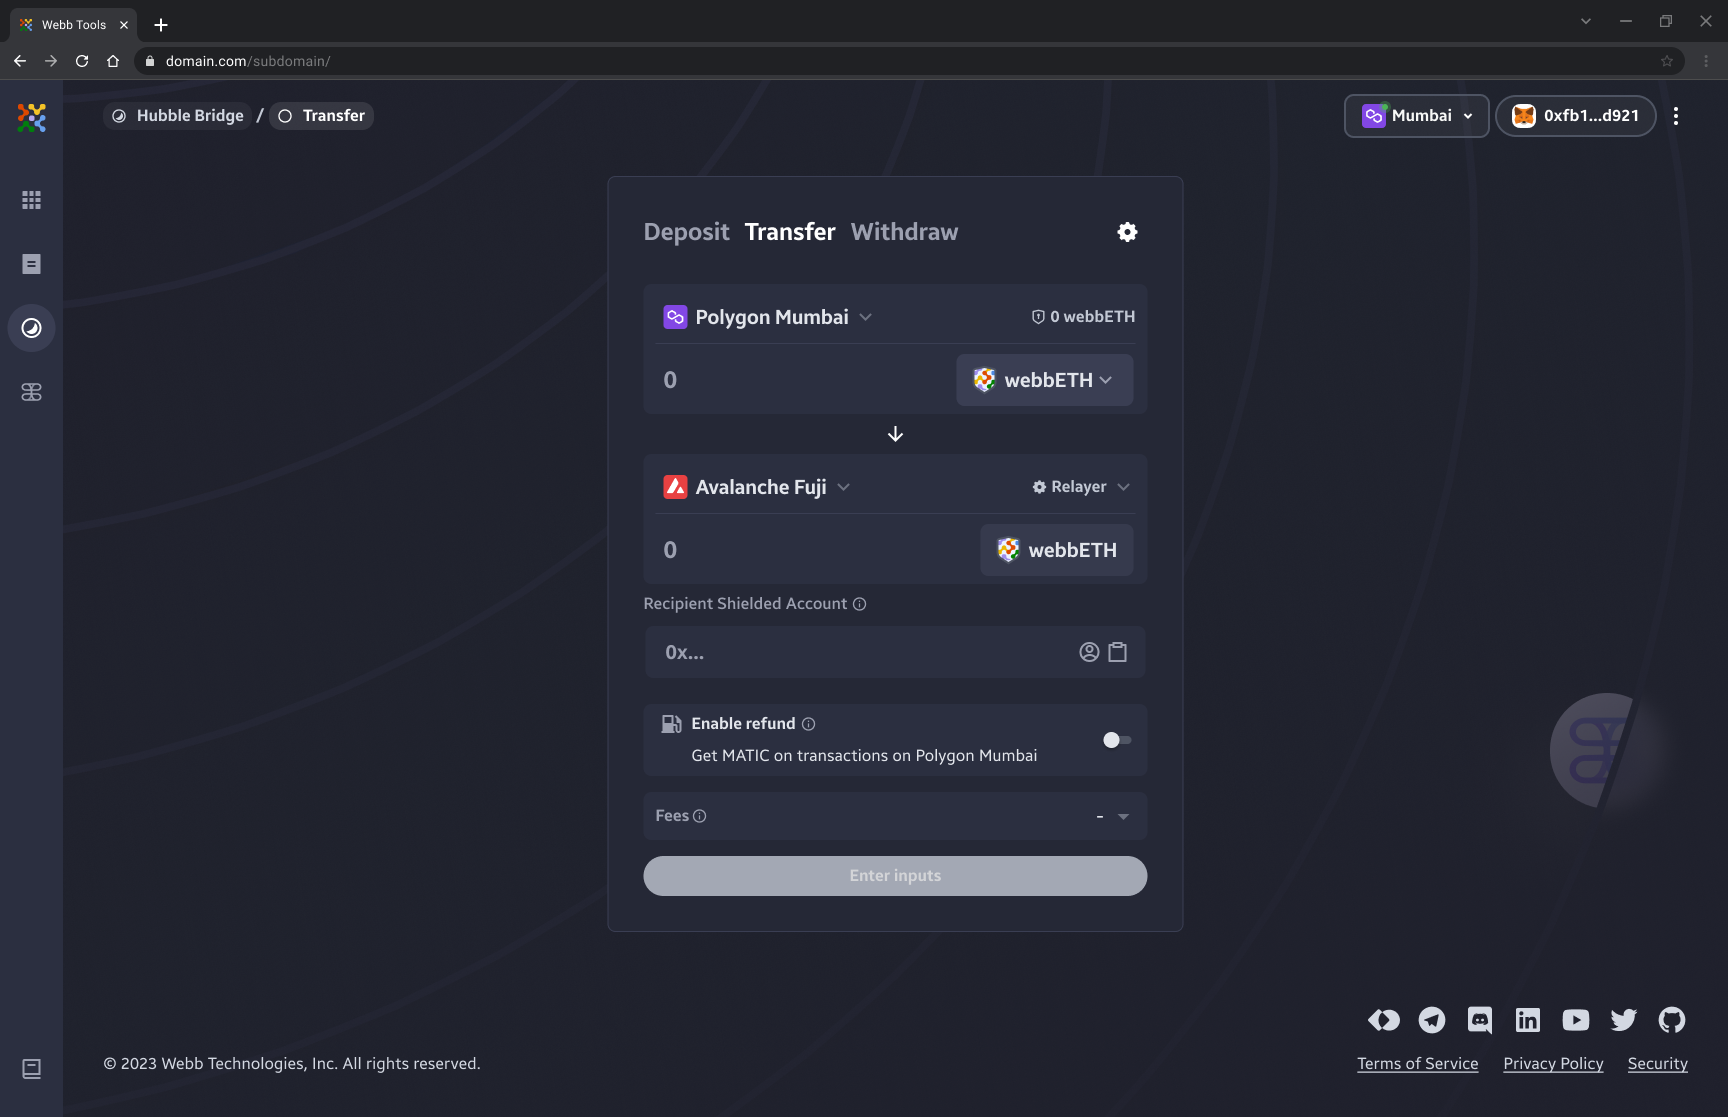 Webb Tools
domain.com/subdomain/
Hubble Bridge / Transfer
Mumbai
0xfb1...d921
Deposit Transfer Withdraw
Polygon Mumbai
0 webbETH
0
webbETH
Avalanche Fuji
Relayer
0
webbETH
Recipient Shielded Account
0x...
Enable refund
Get MATIC on transactions on Polygon Mumbai
Fees
-
Enter inputs
© 2023 Webb Technologies, Inc. All rights reserved.
Terms of Service
Privacy Policy
Security